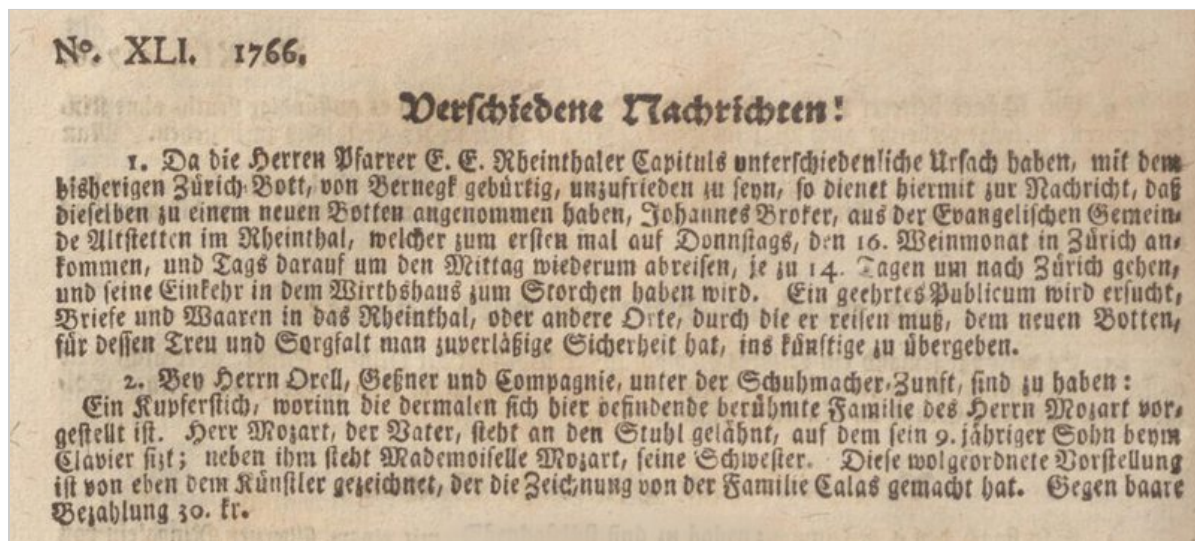 Nº. XLI. 1766.
Verschiedene Nachrichten!
1. Da die Herren Pfarrer E. E. Rheinthaler Capituls unterschiedenliche Ursach haben, mit dem
bisherigen Zürich-Bott, von Bernegk gebürtig, unzufrieden zu seyn, so dienet hiermit zur Nachricht, daß
dieselben zu einem neuen Botten angenommen haben, Johannes Broker, aus der Evangelischen Gemein-
de Altstetten im Rheinthal, welcher zum ersten mal auf Donnstags, den 16. Weinmonat in Zürich an-
kommen, und Tags darauf um den Mittag wiederum abreisen, je zu 14. Tagen um nach Zürich gehen,
und seine Einkehr in dem Wirthshaus zum Storchen haben wird. Ein geehrtes Publicum wird ersucht,
Briefe und Waaren in das Rheinthal, oder andere Orte, durch die er reisen muß, dem neuen Botten,
für dessen Treu und Sorgfalt man zuverläßige Sicherheit hat, ins künftige zu übergeben.
2. Bey Herrn Orell, Geßner und Compagnie, unter der Schuhmacher-Zunft, sind zu haben:
Ein Kupferstich, worinn die dermalen sich hier befindende berühmte Familie des Herrn Mozart vor-
gestellt ist. Herr Mozart, der Vater, steht an den Stuhl gelähnt, auf dem sein 9. jähriger Sohn beym
Clavier sizt; neben ihm steht Mademoiselle Mozart, seine Schwester. Diese wolgeordnete Vorstellung
ist von eben dem Künstler gezeichnet, der die Zeichnung von der Familie Calas gemacht hat. Gegen baare
Bezahlung 30. kr.